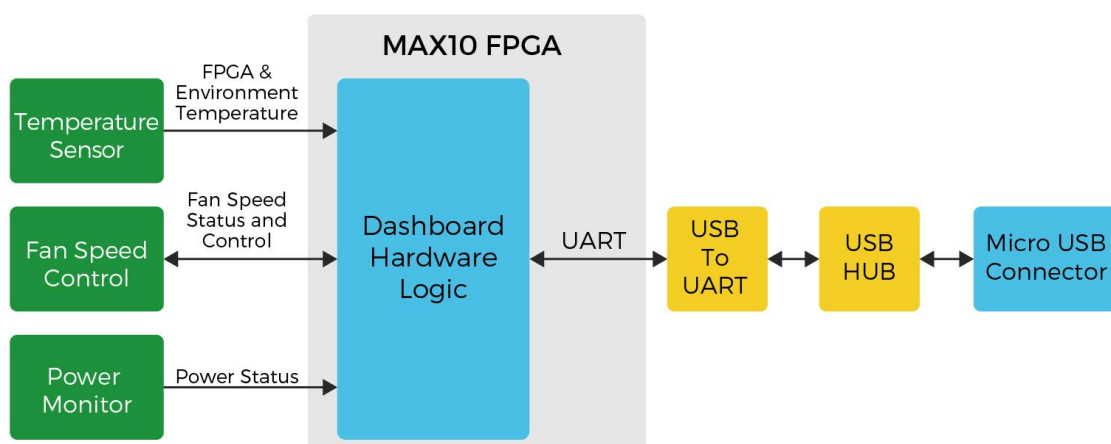 MAX10 FPGA
FPGA &
Environment
Temperature
Temperature
Sensor
Fan Speed
Status and
Control
Fan Speed
Control
Power Status
Power
Monitor
Dashboard
Hardware
Logic
UART
USB
To
UART
USB
HUB
Micro USB
Connector